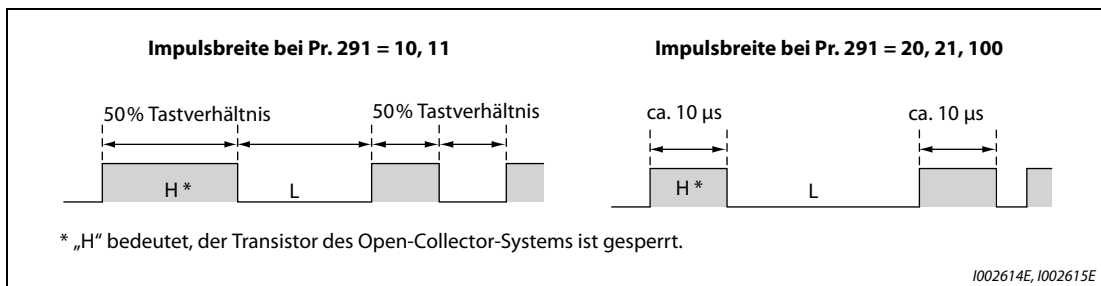 Impulsbreite bei Pr. 291 = 10, 11
Impulsbreite bei Pr. 291 = 20, 21, 100
50% Tastverhältnis
50% Tastverhältnis
ca. 10 µs
ca. 10 µs
H *
L
H *
L
* „H“ bedeutet, der Transistor des Open-Collector-Systems ist gesperrt.
I002614E, I002615E